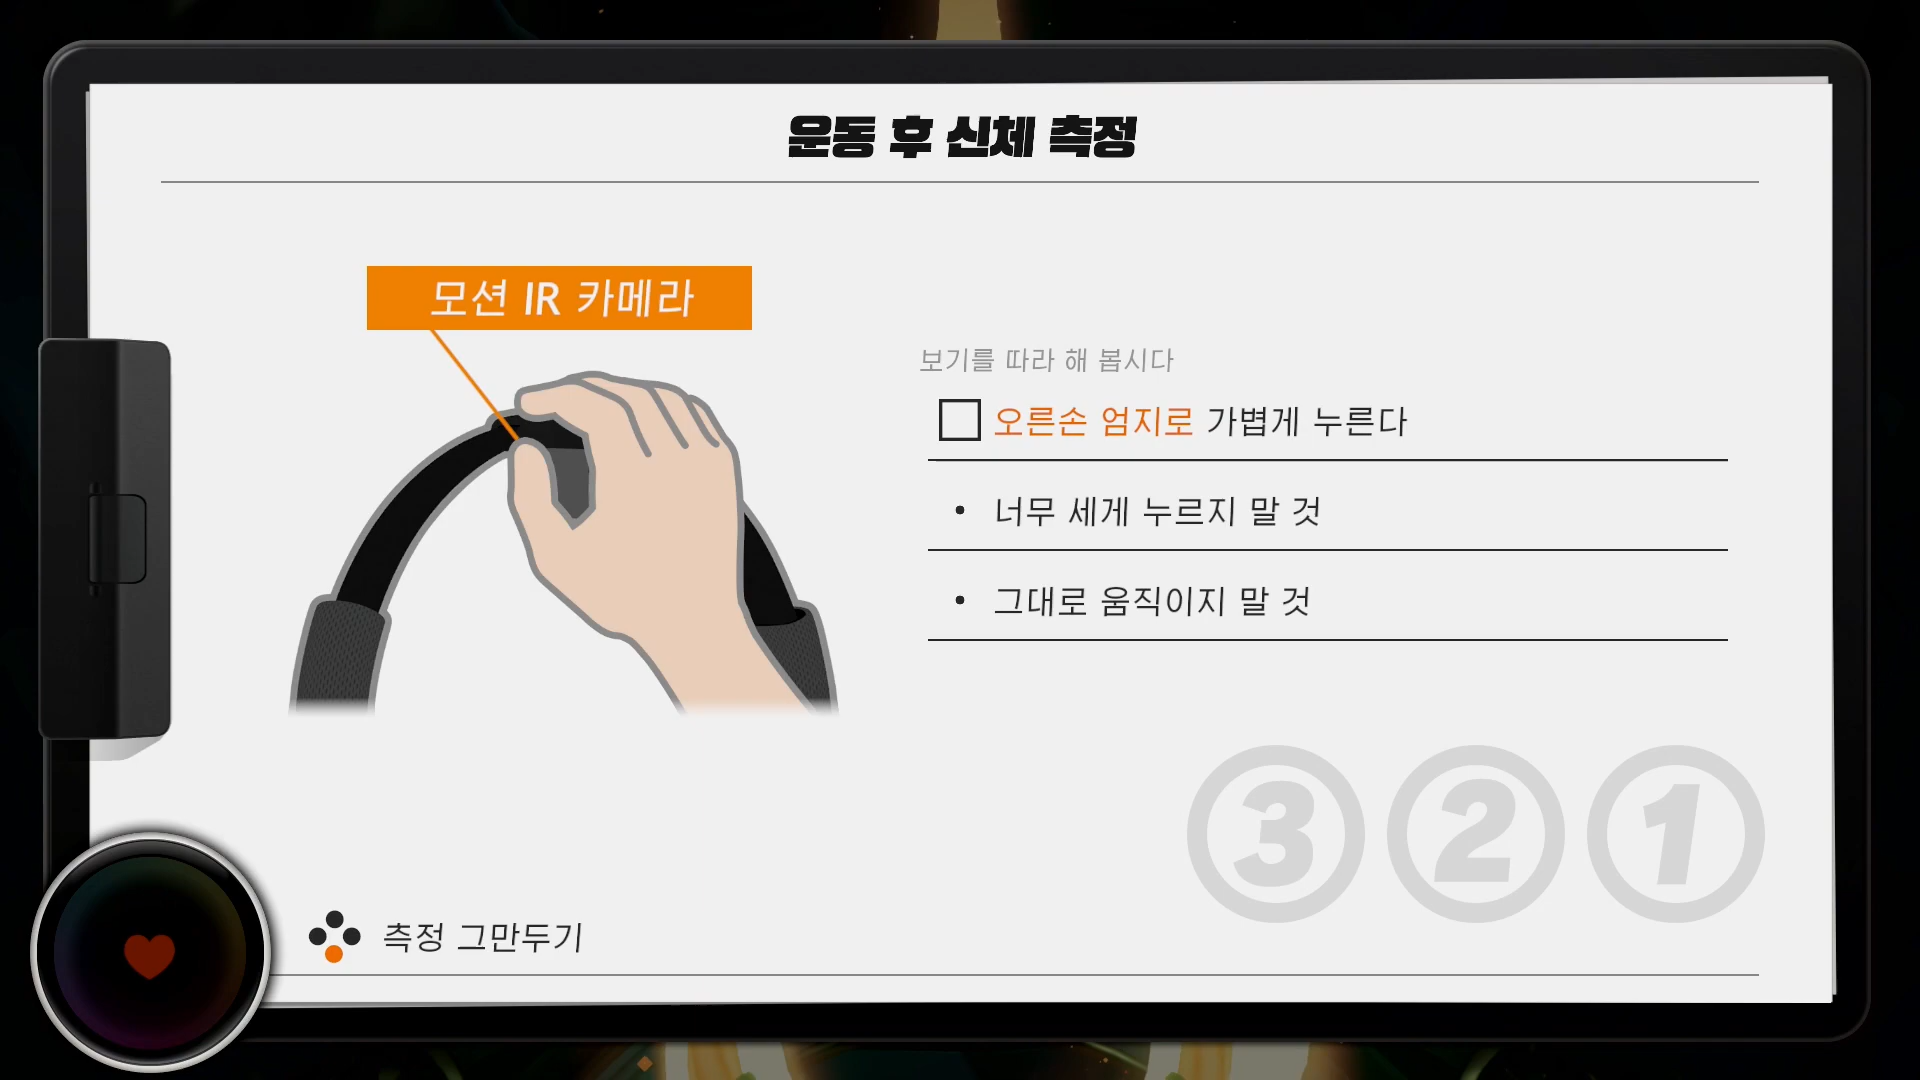 운동 후 신체 측정
모션 IR 카메라
보기를 따라 해 봅시다
오른손 엄지로 가볍게 누른다
• 너무 세게 누르지 말 것
• 그대로 움직이지 말 것
3 2 1
측정 그만두기